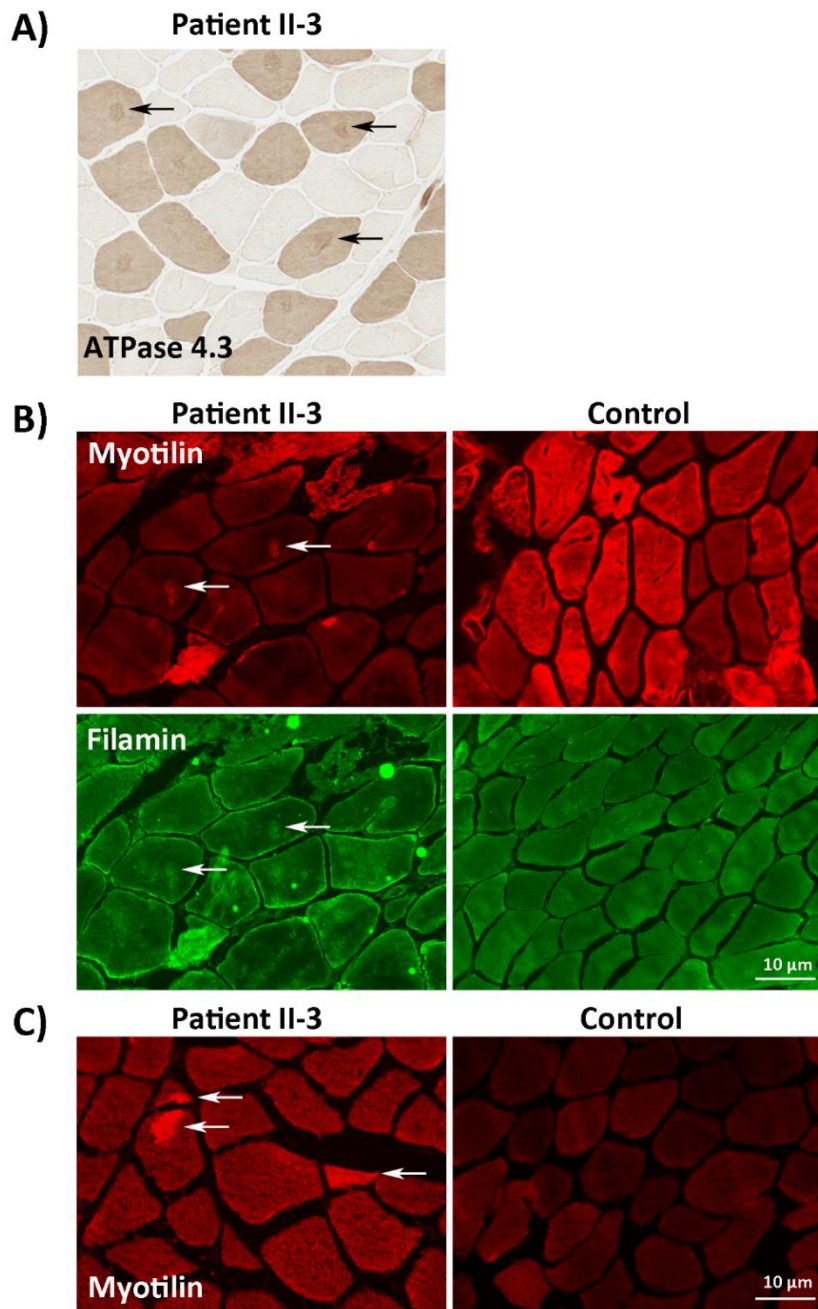 A)
Patient II-3
ATPase 4.3
B)
Patient II-3
Control
Myotilin
Filamin
10 µm
C)
Patient II-3
Control
Myotilin
10 µm